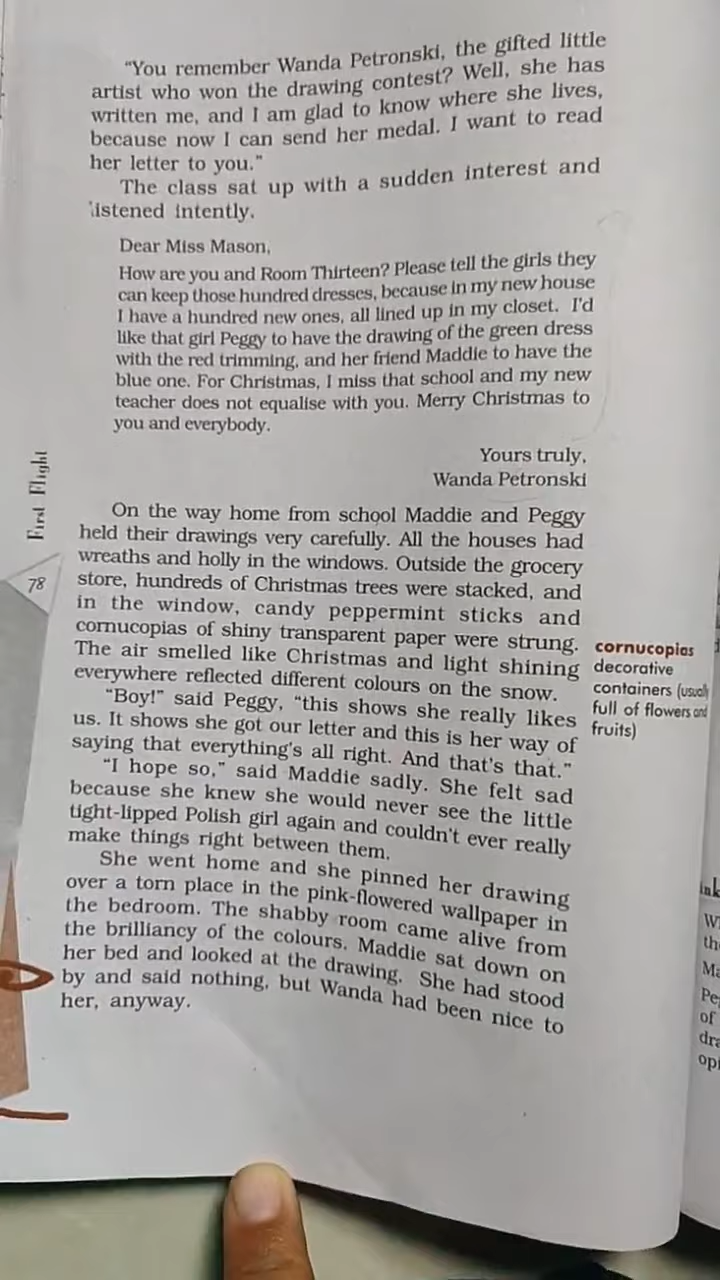 "You remember Wanda Petronski, the gifted little
artist who won the drawing contest? Well, she has
written me, and I am glad to know where she lives,
because now I can send her medal. I want to read
her letter to you."
The class sat up with a sudden interest and
listened intently.
Dear Miss Mason,
How are you and Room Thirteen? Please tell the girls they
can keep those hundred dresses, because in my new house
I have a hundred new ones, all lined up in my closet. I'd
like that girl Peggy to have the drawing of the green dress
with the red trimming, and her friend Maddie to have the
blue one. For Christmas, I miss that school and my new
teacher does not equalise with you. Merry Christmas to
you and everybody.
Yours truly,
Wanda Petronski
On the way home from school Maddie and Peggy
held their drawings very carefully. All the houses had
wreaths and holly in the windows. Outside the grocery
store, hundreds of Christmas trees were stacked, and
in the window, candy peppermint sticks and
cornucopias of shiny transparent paper were strung.
The air smelled like Christmas and light shining
everywhere reflected different colours on the snow.
"Boy!" said Peggy, "this shows she really likes
us. It shows she got our letter and this is her way of
saying that everything's all right. And that's that."
"I hope so," said Maddie sadly. She felt sad
because she knew she would never see the little
tight-lipped Polish girl again and couldn't ever really
make things right between them.
She went home and she pinned her drawing
over a torn place in the pink-flowered wallpaper in
the bedroom. The shabby room came alive from
the brilliancy of the colours. Maddie sat down on
her bed and looked at the drawing. She had stood
by and said nothing, but Wanda had been nice to
her, anyway.
cornucopias
decorative
containers (usually
full of flowers and
fruits)
First Flight
78
of